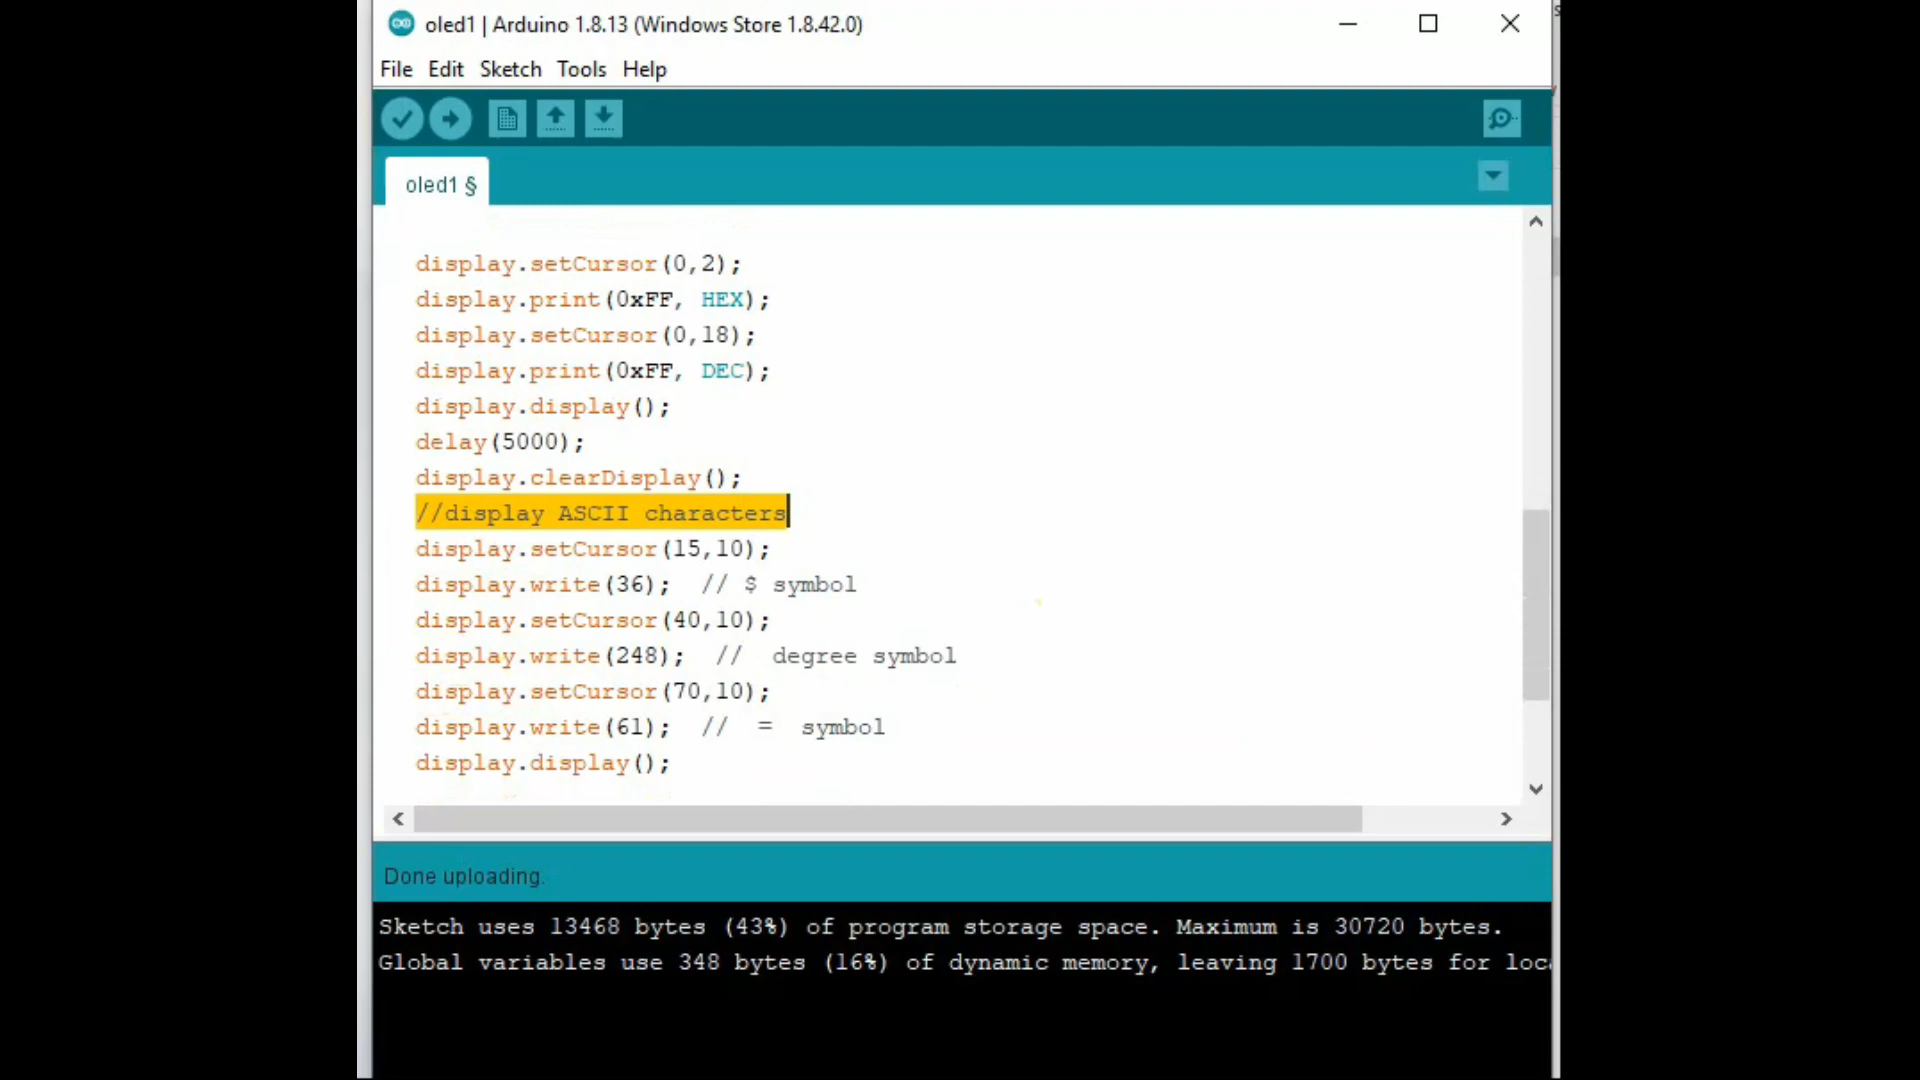 oled1 | Arduino 1.8.13 (Windows Store 1.8.42.0)
File Edit Sketch Tools Help
oled1 §
display.setCursor(0,2);
display.print(0xFF, HEX);
display.setCursor(0,18);
display.print(0xFF, DEC);
display.display();
delay(5000);
display.clearDisplay();
//display ASCII characters
display.setCursor(15,10);
display.write(36);  // $ symbol
display.setCursor(40,10);
display.write(248);  //  degree symbol
display.setCursor(70,10);
display.write(61);  //  =  symbol
display.display();
Done uploading.
Sketch uses 13468 bytes (43%) of program storage space. Maximum is 30720 bytes.
Global variables use 348 bytes (16%) of dynamic memory, leaving 1700 bytes for